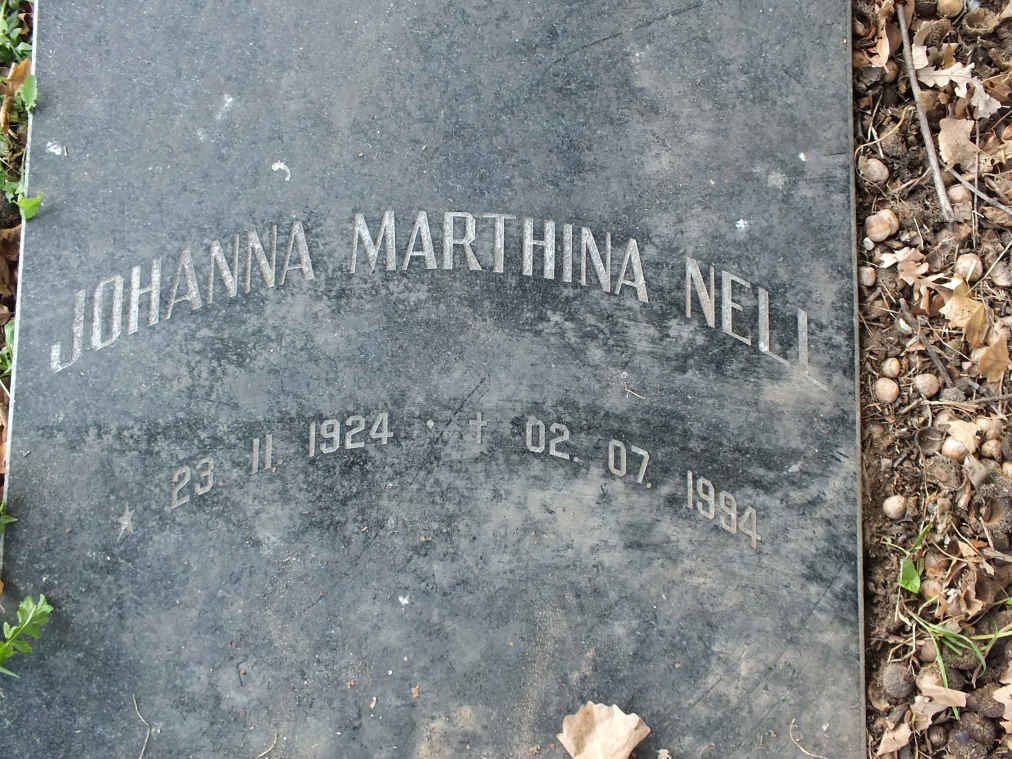 JOHANNA MARTHINA NELL
* 23. 11. 1924 · † 02. 07. 1994